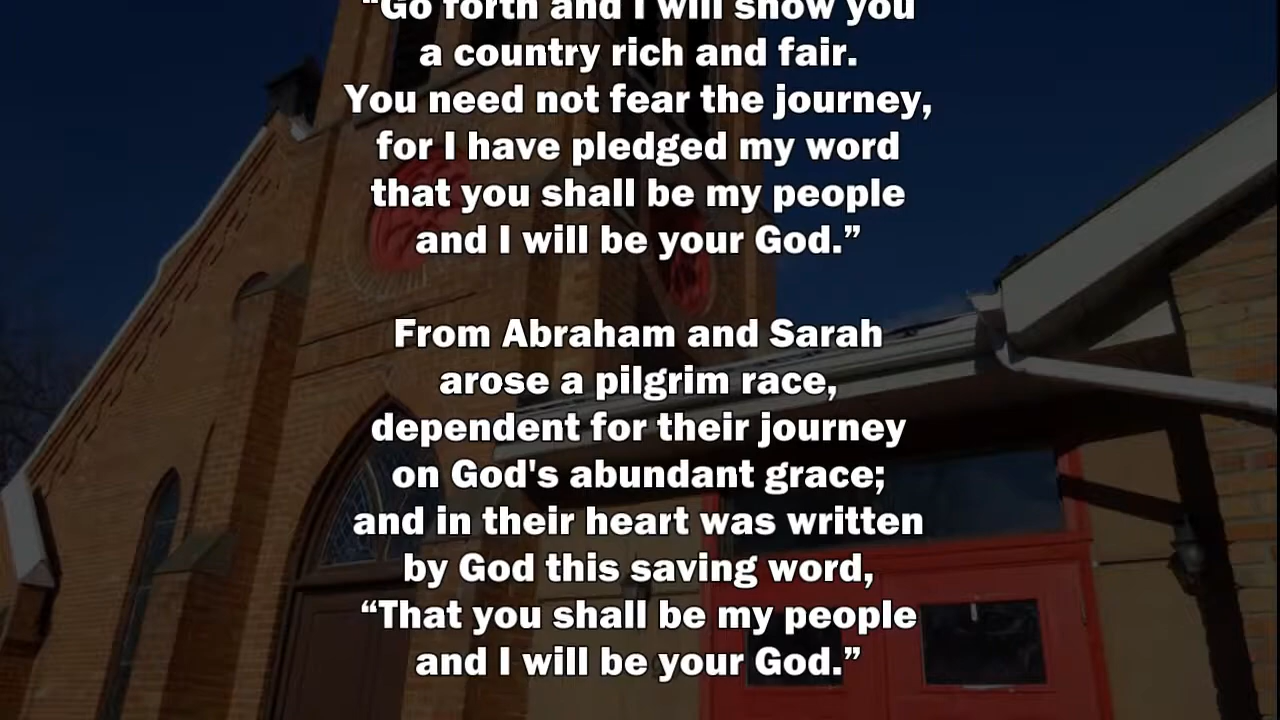 “Go forth and I will show you
a country rich and fair.
You need not fear the journey,
for I have pledged my word
that you shall be my people
and I will be your God.”
From Abraham and Sarah
arose a pilgrim race,
dependent for their journey
on God's abundant grace;
and in their heart was written
by God this saving word,
“That you shall be my people
and I will be your God.”